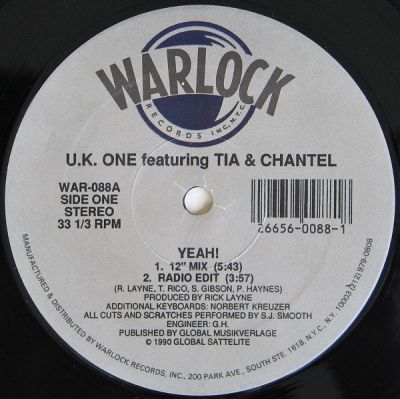 WARLOCK
RECORDS INC. N.Y.C.
U.K. ONE featuring TIA & CHANTEL
WAR-088A
SIDE ONE
STEREO
33 1/3 RPM
26656-0088-1
YEAH!
1. 12" MIX (5:43)
2. RADIO EDIT (3:57)
(R. LAYNE, T. RICO, S. GIBSON, P. HAYNES)
PRODUCED BY RICK LAYNE
ADDITIONAL KEYBOARDS: NORBERT KREUZER
ALL CUTS AND SCRATCHES PERFORMED BY S.J. SMOOTH
ENGINEER: G.H.
PUBLISHED BY GLOBAL MUSIKVERLAGE
© 1990 GLOBAL SATTELITE
MANUFACTURED & DISTRIBUTED BY WARLOCK RECORDS, INC., 200 PARK AVE., SOUTH STE. 1618, N.Y.C., N.Y. 10003 (212) 979-0808